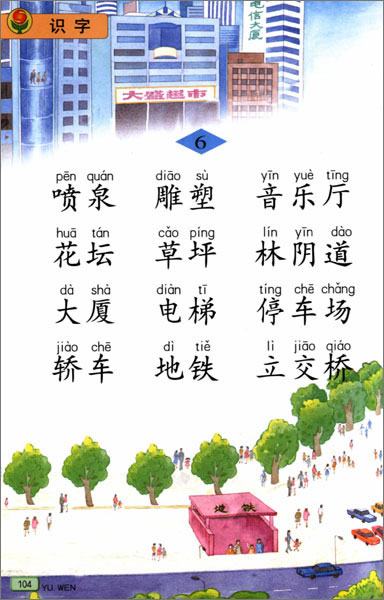 识字
电信大厦
大盛超市
6
pēn quán diāo sù yīn yuè tīng
喷泉 雕塑 音乐厅
huā tán cǎo píng lín yīn dào
花坛 草坪 林阴道
dà shà diàn tī tíng chē chǎng
大厦 电梯 停车场
jiào chē dì tiě lì jiāo qiáo
轿车 地铁 立交桥
地铁
104 YU WEN